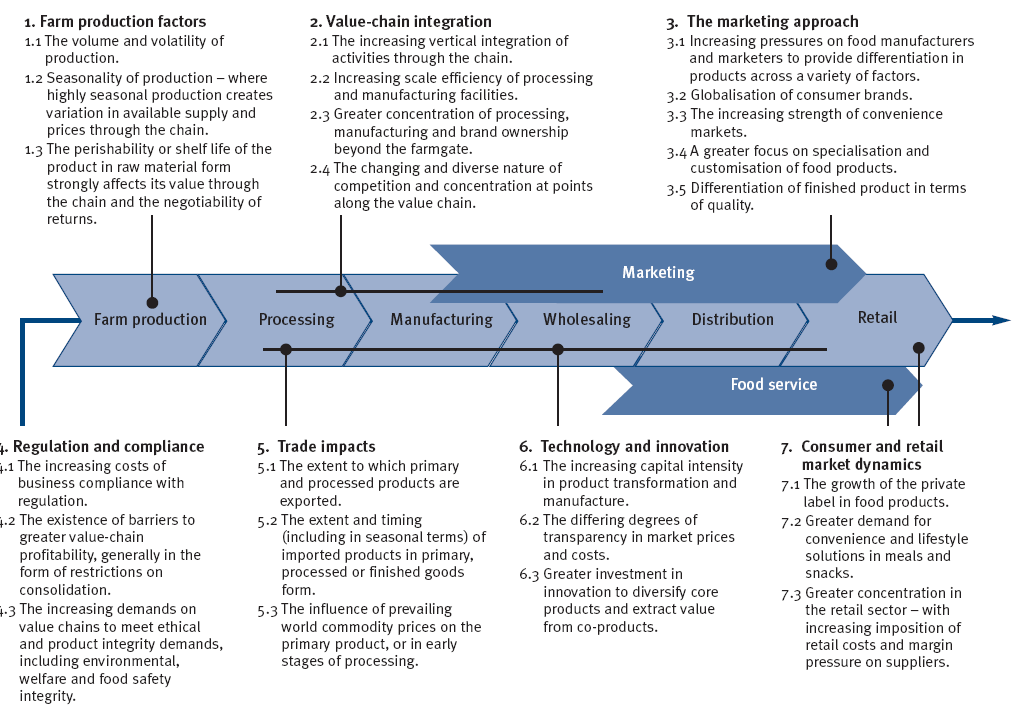 1. Farm production factors
1.1 The volume and volatility of
production.
1.2 Seasonality of production – where
highly seasonal production creates
variation in available supply and
prices through the chain.
1.3 The perishability or shelf life of the
product in raw material form
strongly affects its value through
the chain and the negotiability of
returns.
2. Value-chain integration
2.1 The increasing vertical integration of
activities through the chain.
2.2 Increasing scale efficiency of processing
and manufacturing facilities.
2.3 Greater concentration of processing,
manufacturing and brand ownership
beyond the farmgate.
2.4 The changing and diverse nature of
competition and concentration at points
along the value chain.
3. The marketing approach
3.1 Increasing pressures on food manufacturers
and marketers to provide differentiation in
products across a variety of factors.
3.2 Globalisation of consumer brands.
3.3 The increasing strength of convenience
markets.
3.4 A greater focus on specialisation and
customisation of food products.
3.5 Differentiation of finished product in terms
of quality.
Marketing
Farm production
Processing
Manufacturing
Wholesaling
Distribution
Retail
Food service
4. Regulation and compliance
4.1 The increasing costs of
business compliance with
regulation.
4.2 The existence of barriers to
greater value-chain
profitability, generally in the
form of restrictions on
consolidation.
4.3 The increasing demands on
value chains to meet ethical
and product integrity demands,
including environmental,
welfare and food safety
integrity.
5. Trade impacts
5.1 The extent to which primary
and processed products are
exported.
5.2 The extent and timing
(including in seasonal terms) of
imported products in primary,
processed or finished goods
form.
5.3 The influence of prevailing
world commodity prices on the
primary product, or in early
stages of processing.
6. Technology and innovation
6.1 The increasing capital intensity
in product transformation and
manufacture.
6.2 The differing degrees of
transparency in market prices
and costs.
6.3 Greater investment in
innovation to diversify core
products and extract value
from co-products.
7. Consumer and retail
market dynamics
7.1 The growth of the private
label in food products.
7.2 Greater demand for
convenience and lifestyle
solutions in meals and
snacks.
7.3 Greater concentration in
the retail sector – with
increasing imposition of
retail costs and margin
pressure on suppliers.